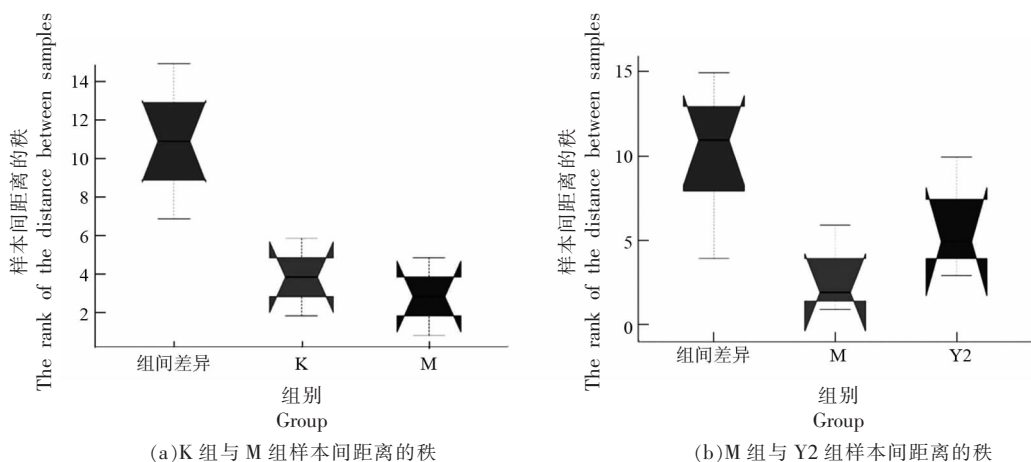 样本间距离的秩
The rank of the distance between samples
14
12
10
8
6
4
2
组间差异 K M
组别
Group
(a)K 组与 M 组样本间距离的秩
样本间距离的秩
The rank of the distance between samples
15
10
5
0
组间差异 M Y2
组别
Group
(b)M 组与 Y2 组样本间距离的秩